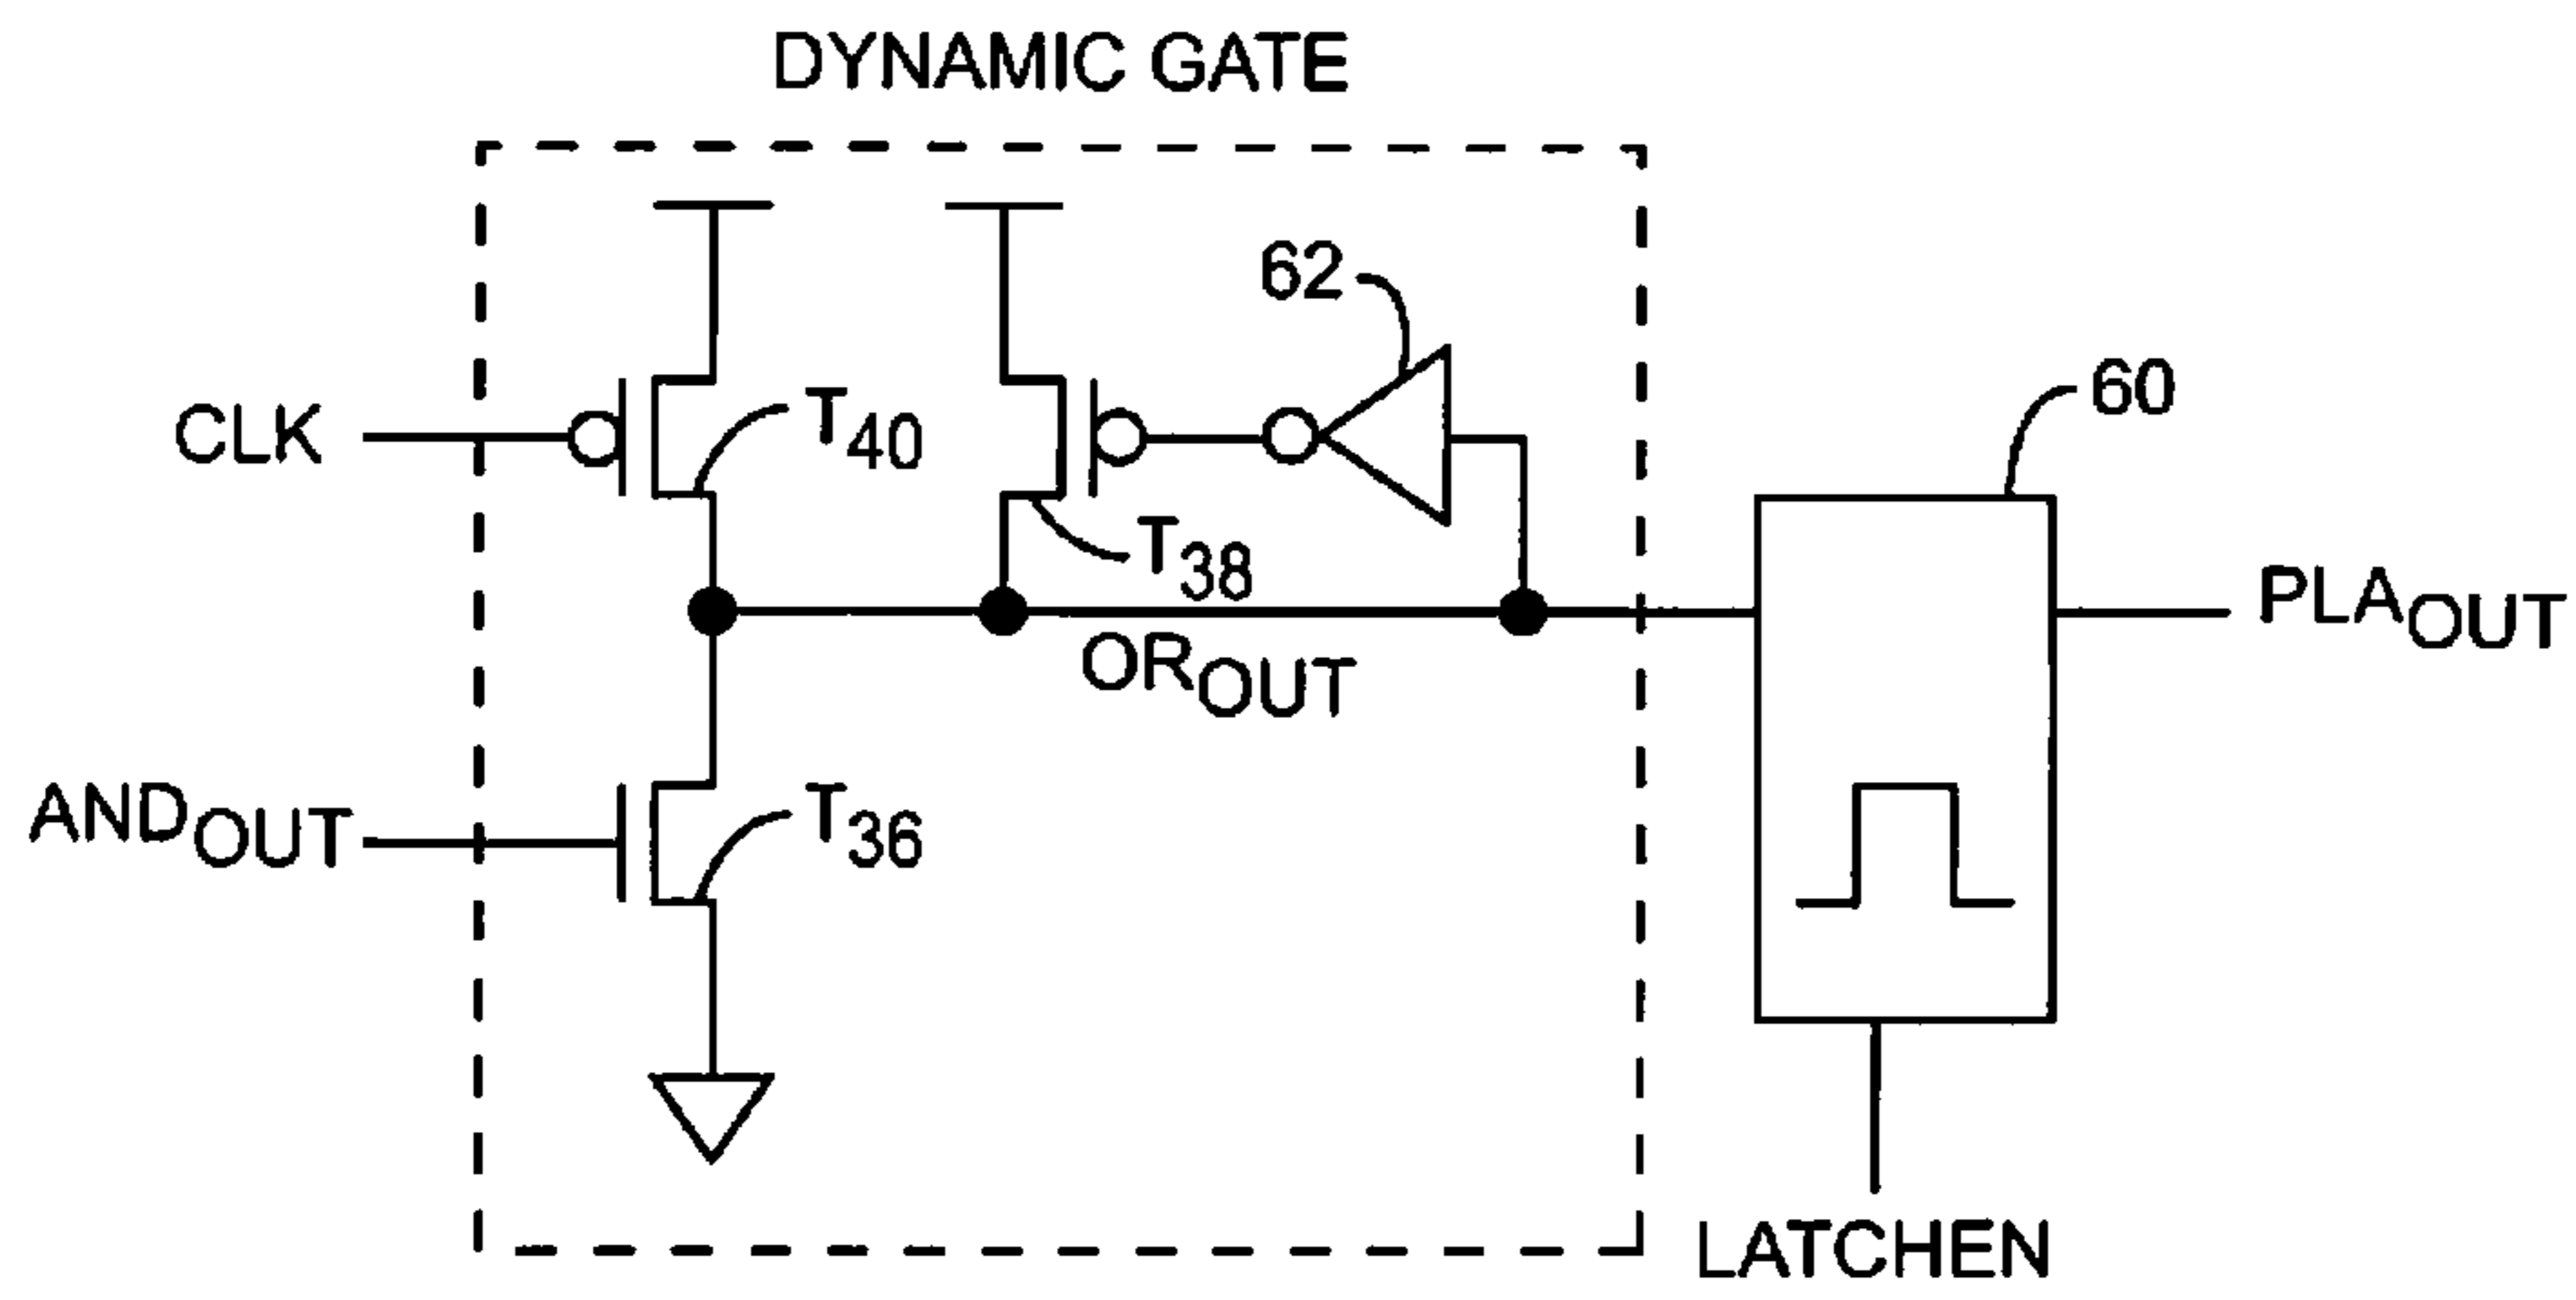 DYNAMIC GATE
62
60
CLK
T40
T38
PLAOUT
OROUT
ANDOUT
T36
LATCHEN